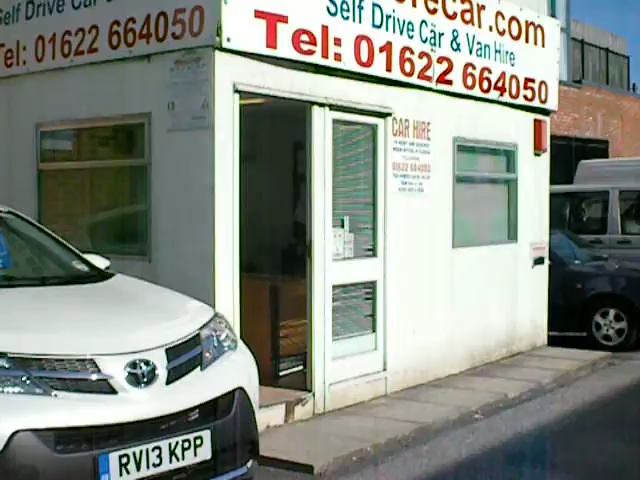 Self Drive Car &
Tel: 01622 664050
orecar.com
Self Drive Car & Van Hire
Tel: 01622 664050
CAR HIRE
01622 664050
RV13 KPP